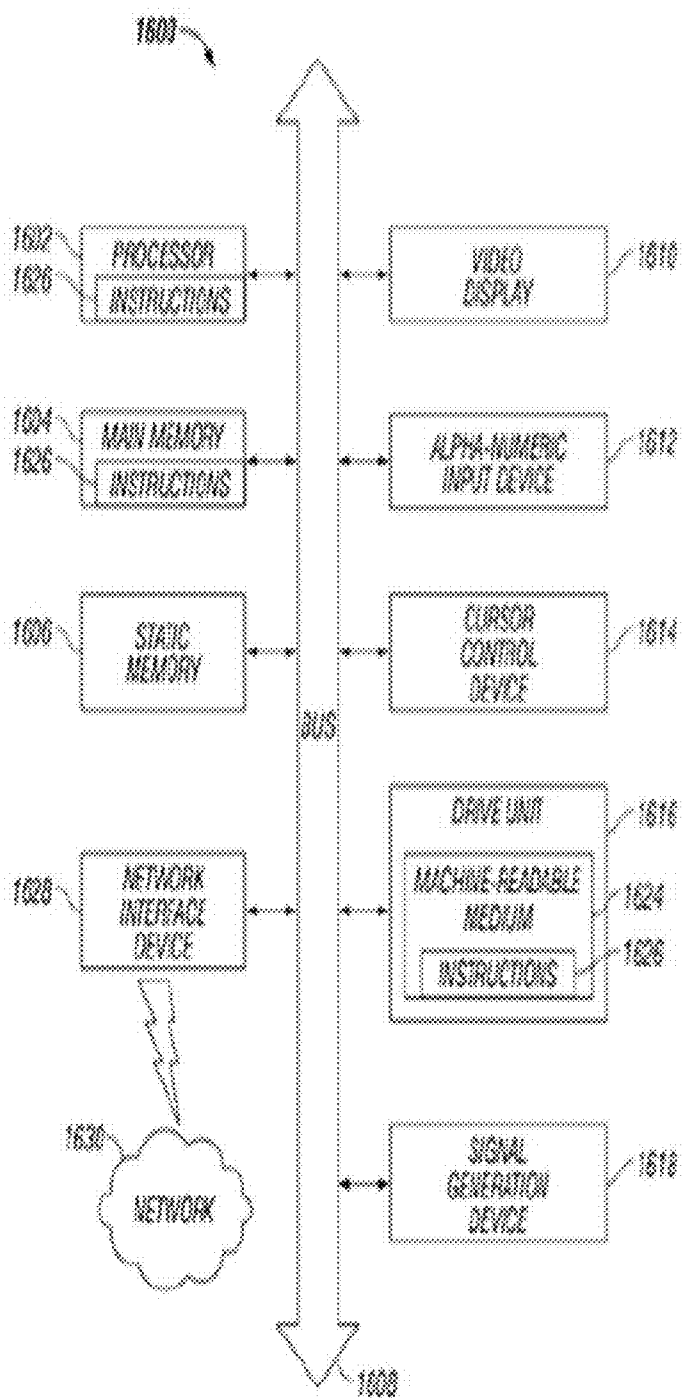 1600
1602
PROCESSOR
1626
INSTRUCTIONS
1604
MAIN MEMORY
1626
INSTRUCTIONS
1606
STATIC
MEMORY
1628
NETWORK
INTERFACE
DEVICE
1630
NETWORK
BUS
1608
VIDEO
DISPLAY
1610
ALPHA-NUMERIC
INPUT DEVICE
1612
CURSOR
CONTROL
DEVICE
1614
DRIVE UNIT
1616
MACHINE-READABLE
MEDIUM
1624
INSTRUCTIONS
1626
SIGNAL
GENERATION
DEVICE
1618